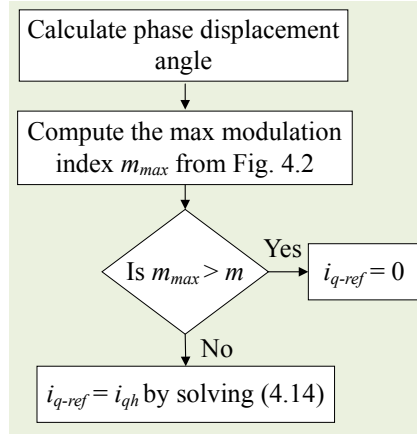 Calculate phase displacement
angle
Compute the max modulation
index m_max from Fig. 4.2
Is m_max > m
Yes
i_q-ref = 0
No
i_q-ref = i_qh by solving (4.14)